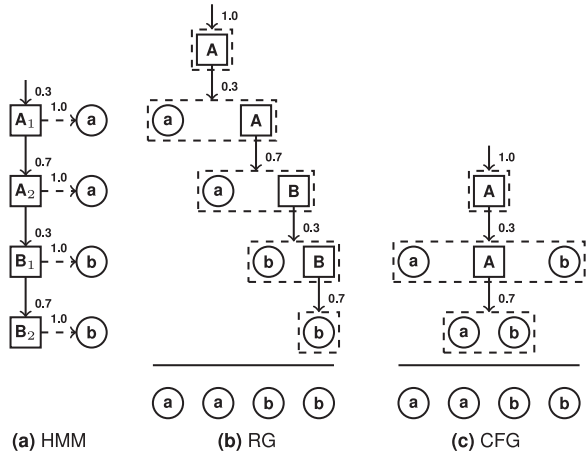 1.0
A
0.3
a A
0.7
a B
0.3
b B
0.7
b
a a b b
(b) RG
0.3
A₁ 1.0 a
0.7
A₂ 1.0 a
0.3
B₁ 1.0 b
0.7
B₂ 1.0 b
(a) HMM
1.0
A
0.3
a A b
0.7
a b
a a b b
(c) CFG